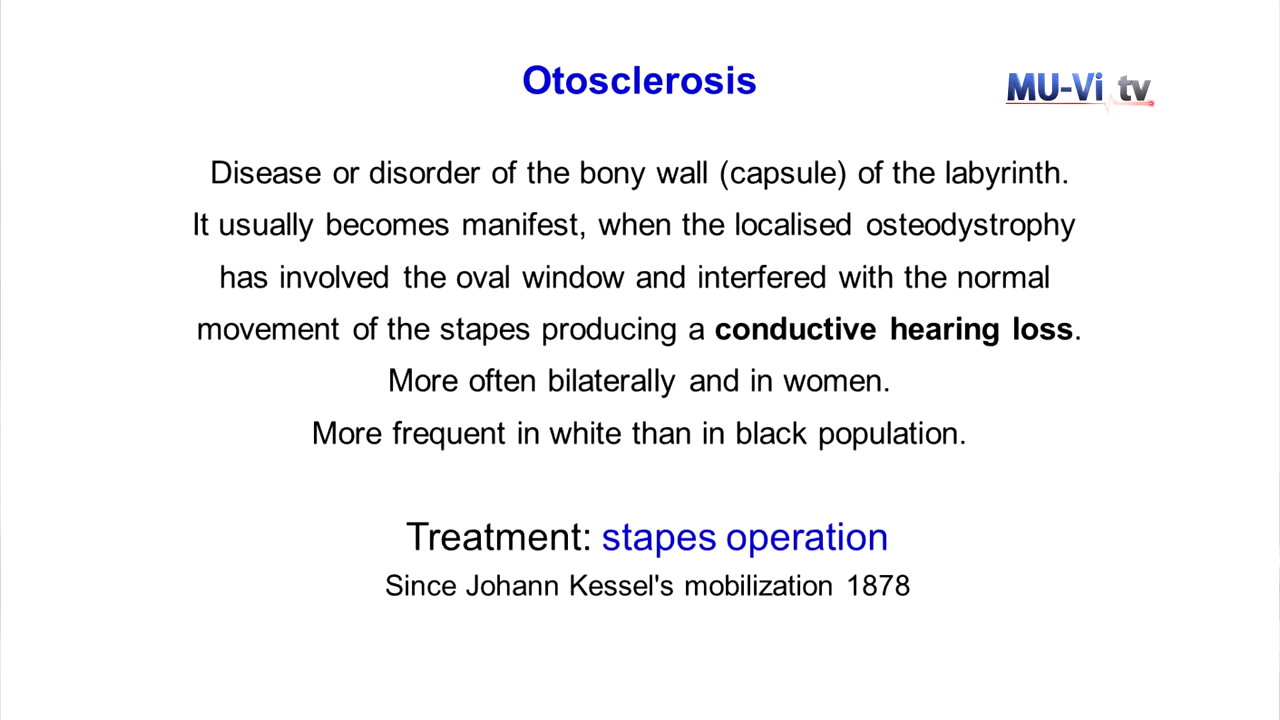 Otosclerosis
MU-Vi tv
Disease or disorder of the bony wall (capsule) of the labyrinth.
It usually becomes manifest, when the localised osteodystrophy
has involved the oval window and interfered with the normal
movement of the stapes producing a conductive hearing loss.
More often bilaterally and in women.
More frequent in white than in black population.
Treatment: stapes operation
Since Johann Kessel's mobilization 1878